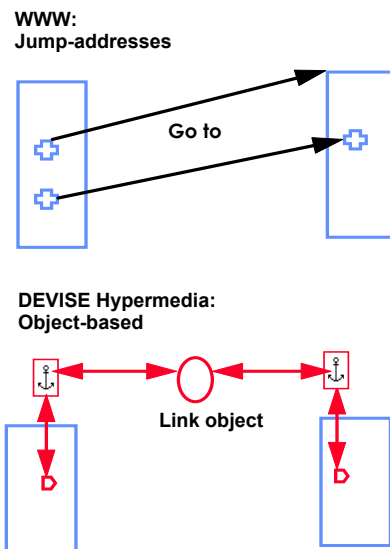 WWW:
Jump-addresses
Go to
DEVISE Hypermedia:
Object-based
Link object